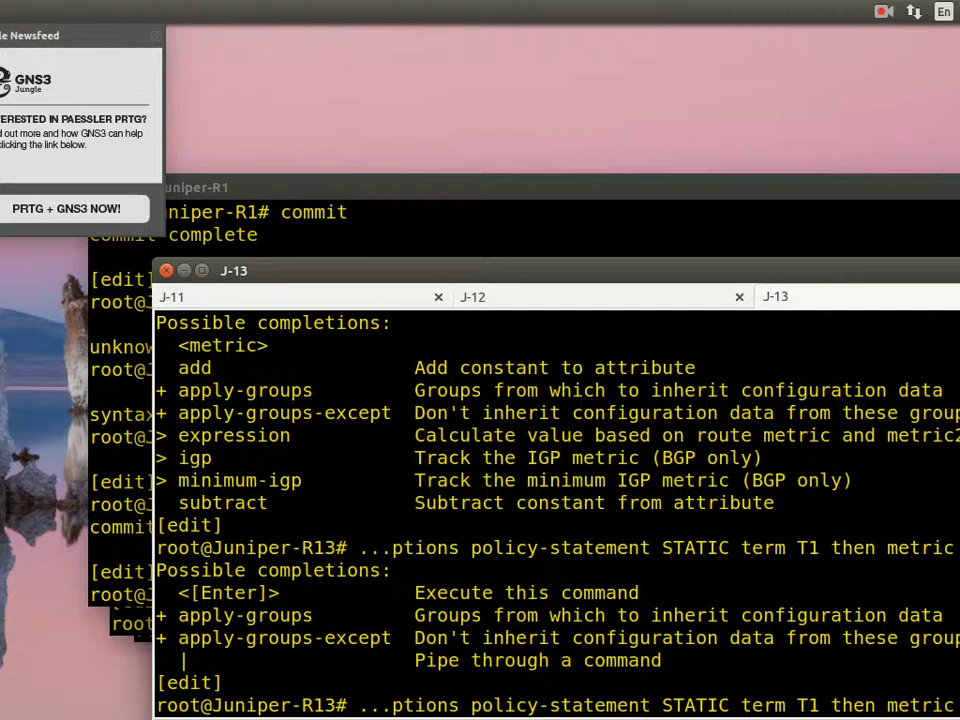 En
le Newsfeed
GNS3
Jungle
TERESTED IN PAESSLER PRTG?
d out more and how GNS3 can help
licking the link below.
PRTG + GNS3 NOW!
uniper-R1
niper-R1# commit
commit complete
[edit]
root@J
unknow
root@J
syntax
root@J
[edit]
root@J
commit
[edit]
root@J
root
J-13
J-11
J-12
J-13
Possible completions:
<metric>
add Add constant to attribute
+ apply-groups Groups from which to inherit configuration data
+ apply-groups-except Don't inherit configuration data from these group
> expression Calculate value based on route metric and metric2
> igp Track the IGP metric (BGP only)
> minimum-igp Track the minimum IGP metric (BGP only)
subtract Subtract constant from attribute
[edit]
root@Juniper-R13# ...ptions policy-statement STATIC term T1 then metric
Possible completions:
<[Enter]> Execute this command
+ apply-groups Groups from which to inherit configuration data
+ apply-groups-except Don't inherit configuration data from these group
| Pipe through a command
[edit]
root@Juniper-R13# ...ptions policy-statement STATIC term T1 then metric